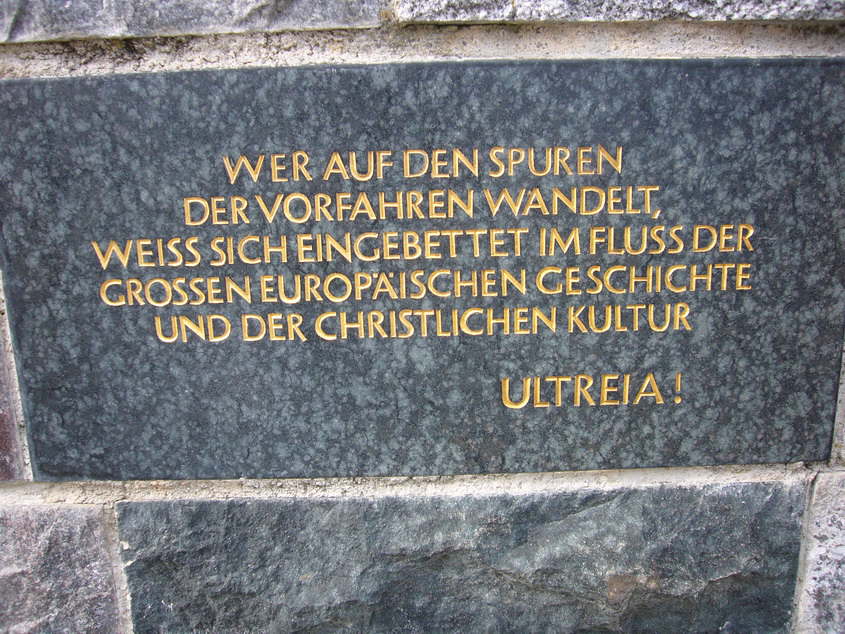 WER AUF DEN SPUREN
DER VORFAHREN WANDELT,
WEISS SICH EINGEBETTET IM FLUSS DER
GROSSEN EUROPÄISCHEN GESCHICHTE
UND DER CHRISTLICHEN KULTUR
ULTREIA!